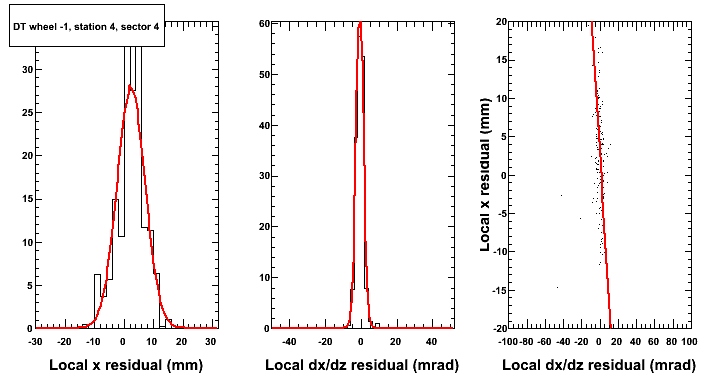 DT wheel -1, station 4, sector 4
30
25
20
15
10
5
0
-30 -20 -10 0 10 20 30
Local x residual (mm)
60
50
40
30
20
10
0
-40 -20 0 20 40
Local dx/dz residual (mrad)
Local x residual (mm)
20
15
10
5
0
-5
-10
-15
-20
-100 -80 -60 -40 -20 0 20 40 60 80 100
Local dx/dz residual (mrad)